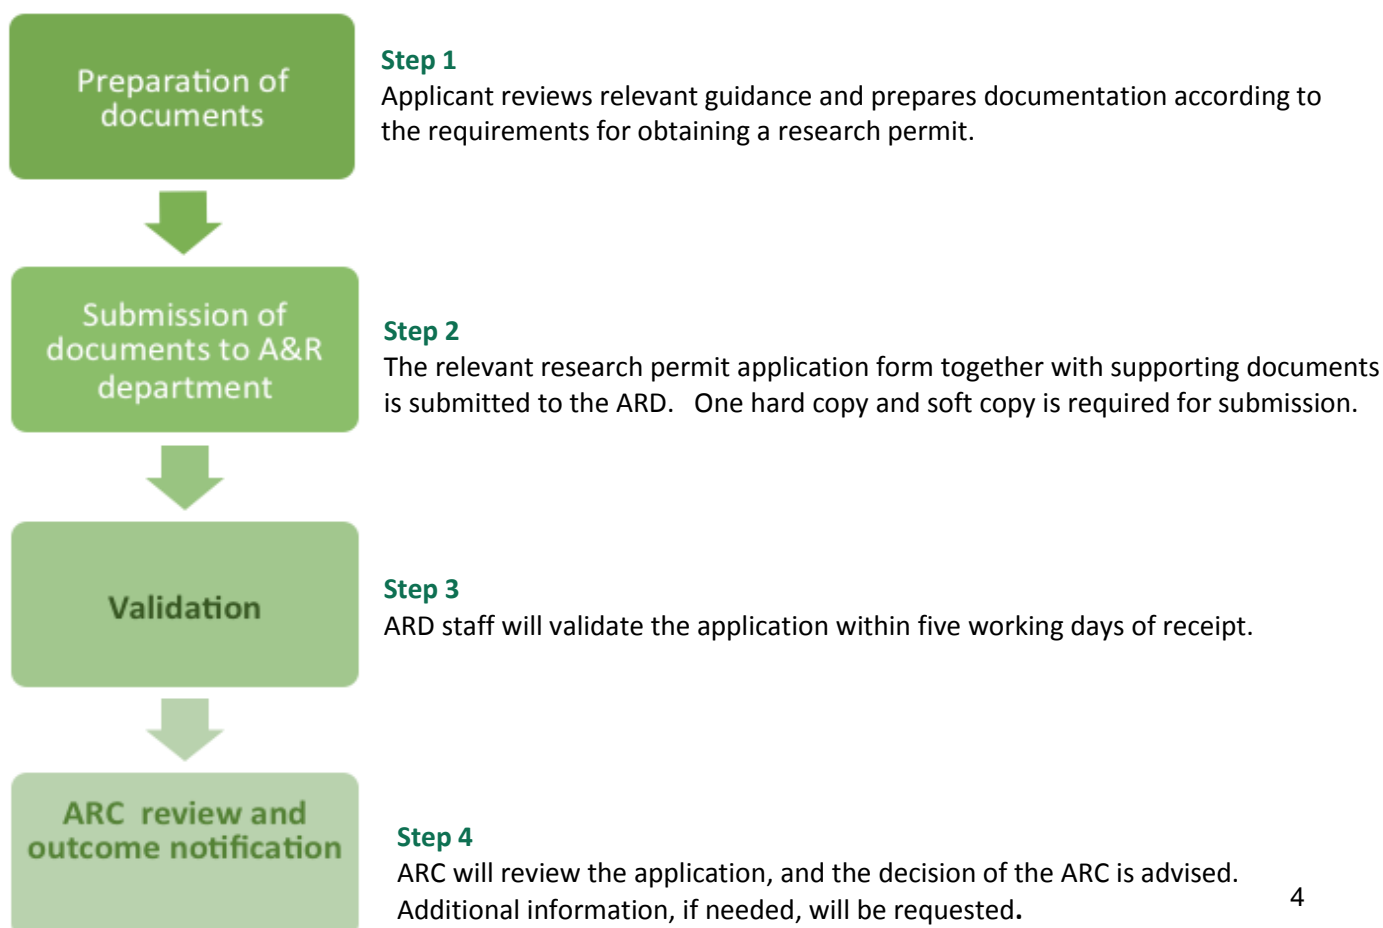 Preparation of
documents
Step 1
Applicant reviews relevant guidance and prepares documentation according to
the requirements for obtaining a research permit.
Submission of
documents to A&R
department
Step 2
The relevant research permit application form together with supporting documents
is submitted to the ARD.   One hard copy and soft copy is required for submission.
Validation
Step 3
ARD staff will validate the application within five working days of receipt.
ARC  review and
outcome notification
Step 4
ARC will review the application, and the decision of the ARC is advised.
Additional information, if needed, will be requested.
4